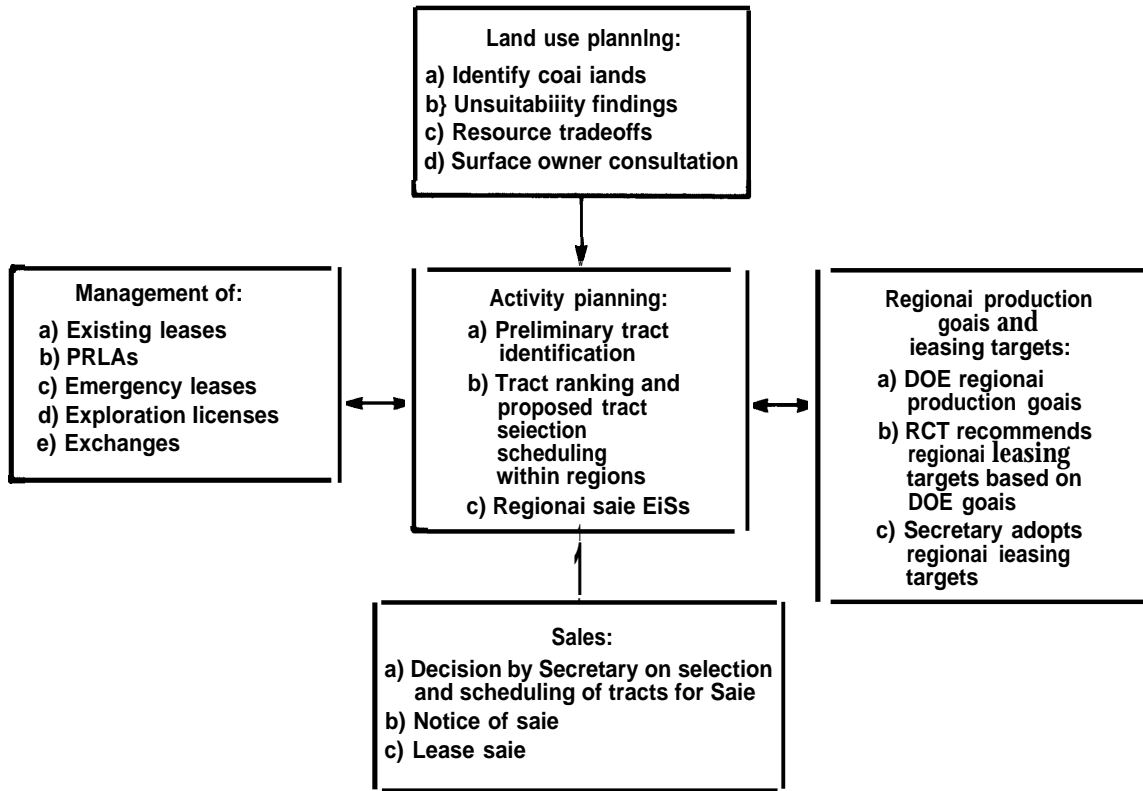 Land use planning:
a) Identify coai iands
b} Unsuitabiiity findings
c) Resource tradeoffs
d) Surface owner consultation
Management of:
a) Existing leases
b) PRLAs
c) Emergency leases
d) Exploration licenses
e) Exchanges
Activity planning:
a) Preliminary tract
identification
b) Tract ranking and
proposed tract
seiection
scheduling
within regions
c) Regionai saie EiSs
Regionai production
goais and
ieasing targets:
a) DOE regionai
production goais
b) RCT recommends
regionai leasing
targets based on
DOE goais
c) Secretary adopts
regionai ieasing
targets
Sales:
a) Decision by Secretary on selection
and scheduling of tracts for Saie
b) Notice of saie
c) Lease saie